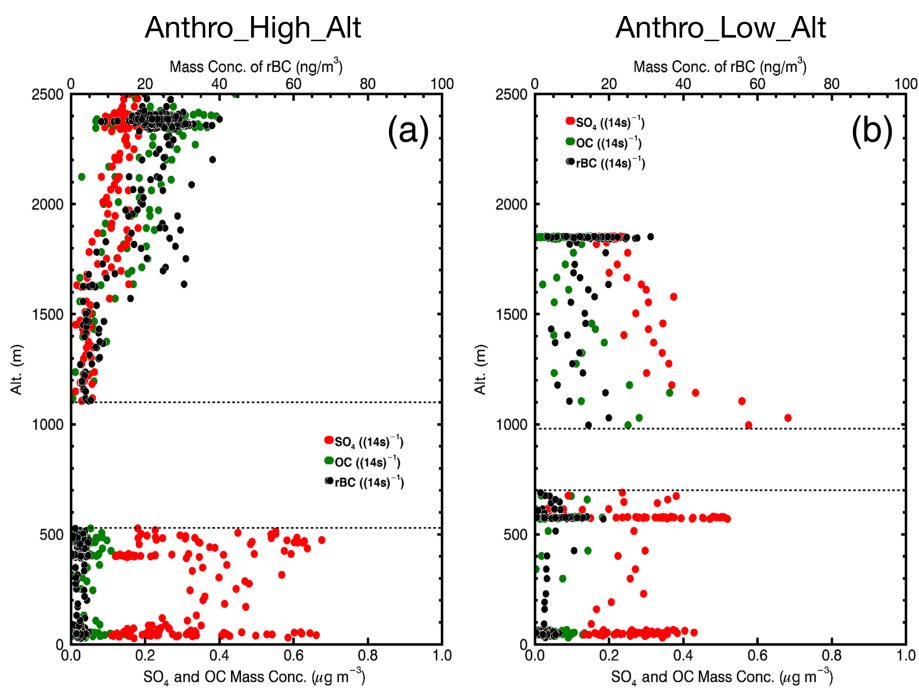 Anthro_High_Alt
Mass Conc. of rBC (ng/m³)
0 20 40 60 80 100
2500
2000
1500
1000
500
0
Alt. (m)
(a)
SO₄ ((14s)⁻¹
OC ((14s)⁻¹
rBC ((14s)⁻¹
0.0 0.2 0.4 0.6 0.8 1.0
SO₄ and OC Mass Conc. (μg m⁻³)
Anthro_Low_Alt
Mass Conc. of rBC (ng/m³)
0 20 40 60 80 100
2500
2000
1500
1000
500
0
Alt. (m)
(b)
SO₄ ((14s)⁻¹
OC ((14s)⁻¹
rBC ((14s)⁻¹
0.0 0.2 0.4 0.6 0.8 1.0
SO₄ and OC Mass Conc. (μg m⁻³)